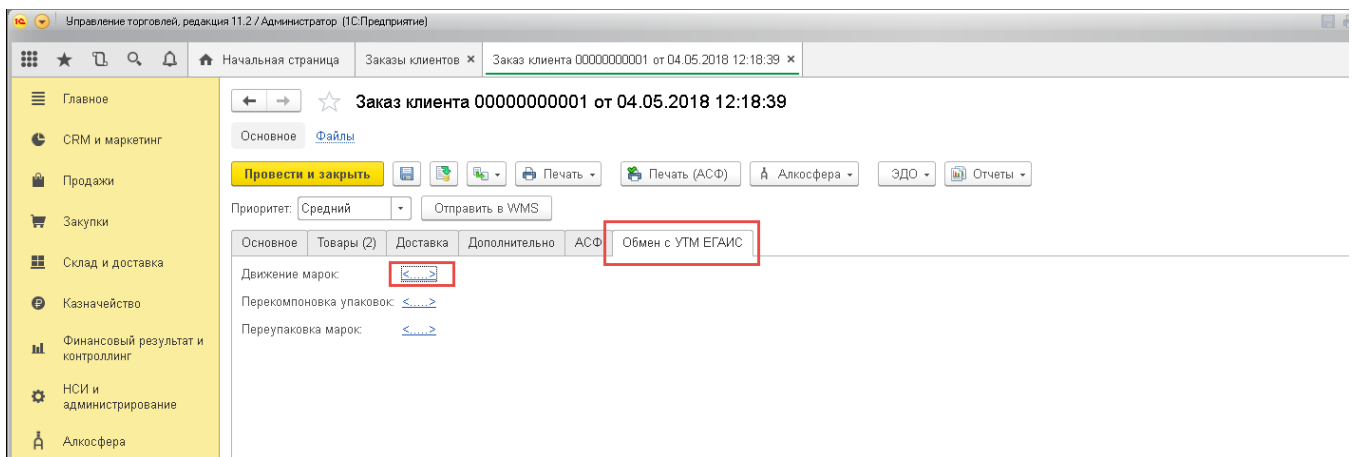 1С Управление торговлей, редакция 11.2 / Администратор (1С:Предприятие)
Начальная страница Заказы клиентов × Заказ клиента 00000000001 от 04.05.2018 12:18:39 ×
Главное
CRM и маркетинг
Продажи
Закупки
Склад и доставка
Казначейство
Финансовый результат и
контроллинг
НСИ и
администрирование
Алкосфера
Заказ клиента 00000000001 от 04.05.2018 12:18:39
Основное Файлы
Провести и закрыть Печать Печать (АСФ) Алкосфера ЭДО Отчеты
Приоритет: Средний Отправить в WMS
Основное Товары (2) Доставка Дополнительно АСФ Обмен с УТМ ЕГАИС
Движение марок: <.....>
Перекомпоновка упаковок: <.....>
Переупаковка марок: <.....>